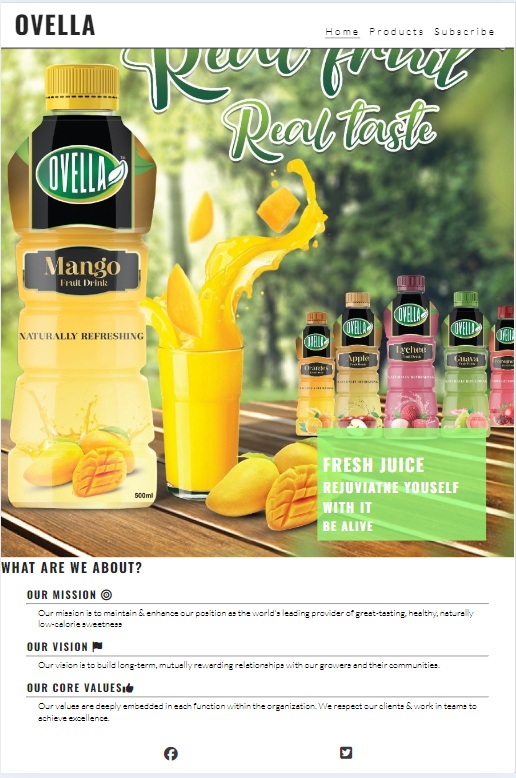 OVELLA
Home Products Subscribe
Real fruit
Real taste
OVELLA
Mango
Fruit Drink
NATURALLY REFRESHING
500ml
OVELLA
Oranges
OVELLA
Apple
OVELLA
Lychee
OVELLA
Guava
OVELLA
FRESH JUICE
REJUVIATNE YOUSELF
WITH IT
BE ALIVE
WHAT ARE WE ABOUT?
OUR MISSION
Our mission is to maintain & enhance our position as the world's leading provider of great-tasting, healthy, naturally
low-calorie sweetness
OUR VISION
Our vision is to build long-term, mutually rewarding relationships with our growers and their communities.
OUR CORE VALUES
Our values are deeply embedded in each function within the organization. We respect our clients & work in teams to
achieve excellence.